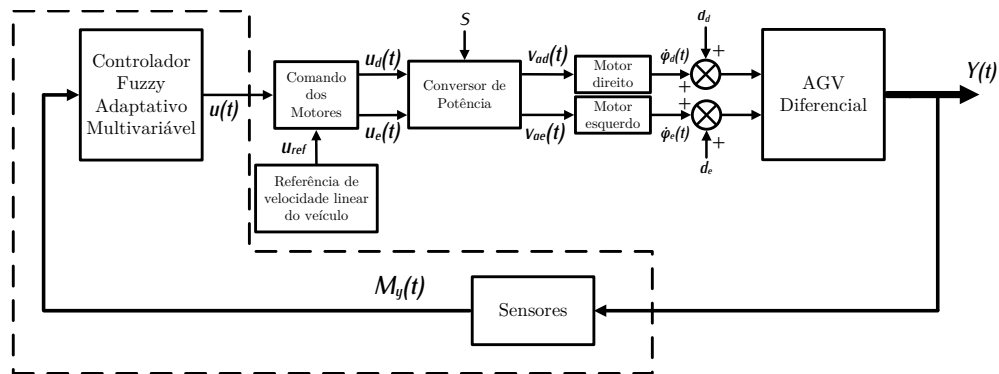 S
d_d
Controlador
Fuzzy
Adaptativo
Multivariável
u(t)
Comando
dos
Motores
u_d(t)
u_e(t)
Conversor de
Potência
v_ad(t)
v_ae(t)
Motor
direito
Motor
esquerdo
φ̇_d(t)
φ̇_e(t)
+
+
+
+
d_e
AGV
Diferencial
Y(t)
u_ref
Referência de
velocidade linear
do veículo
M_y(t)
Sensores